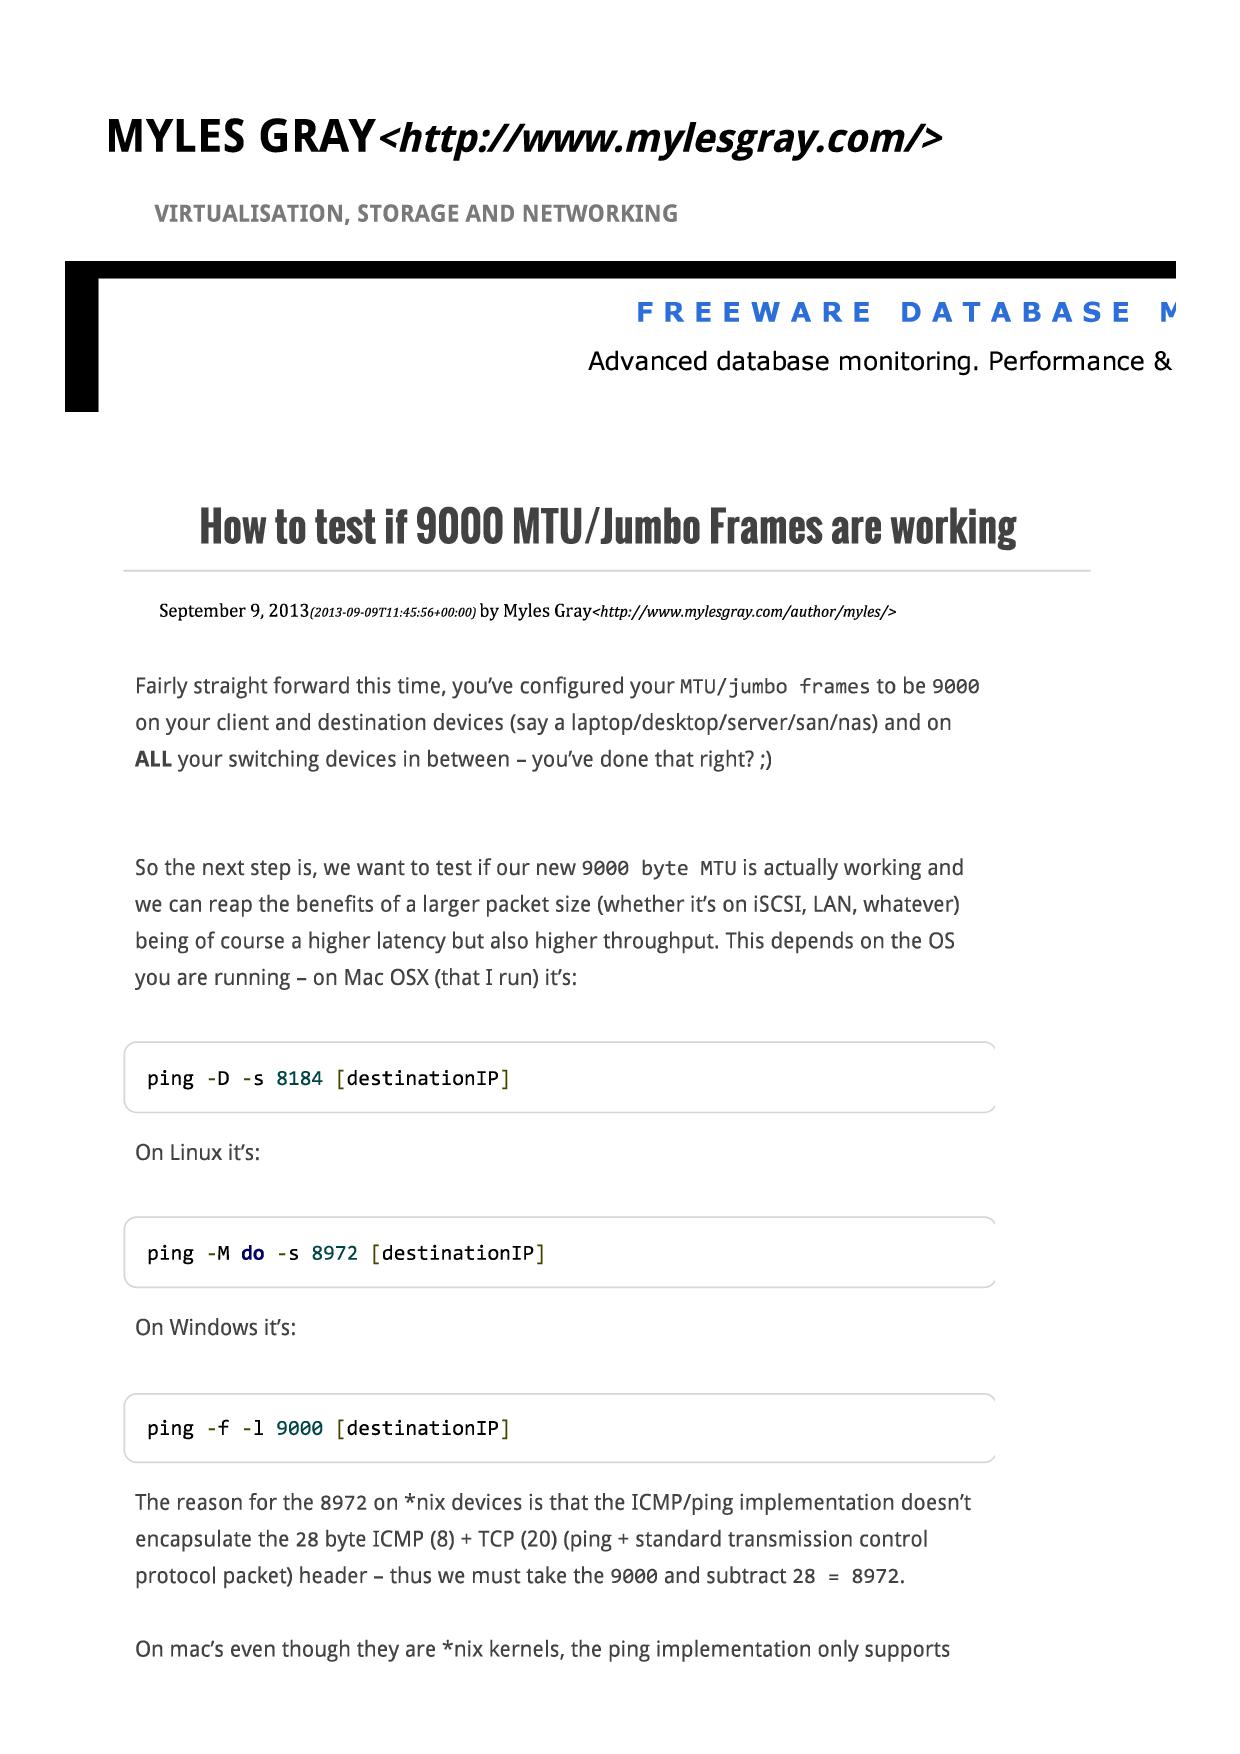 MYLES GRAY<http://www.mylesgray.com/>
VIRTUALISATION, STORAGE AND NETWORKING
FREEWARE DATABASE M
Advanced database monitoring. Performance &
How to test if 9000 MTU/Jumbo Frames are working
September 9, 2013(2013-09-09T11:45:56+00:00) by Myles Gray<http://www.mylesgray.com/author/myles/>
Fairly straight forward this time, you’ve configured your MTU/jumbo frames to be 9000
on your client and destination devices (say a laptop/desktop/server/san/nas) and on
ALL your switching devices in between – you’ve done that right? ;)
So the next step is, we want to test if our new 9000 byte MTU is actually working and
we can reap the benefits of a larger packet size (whether it’s on iSCSI, LAN, whatever)
being of course a higher latency but also higher throughput. This depends on the OS
you are running – on Mac OSX (that I run) it’s:
ping -D -s 8184 [destinationIP]
On Linux it’s:
ping -M do -s 8972 [destinationIP]
On Windows it’s:
ping -f -l 9000 [destinationIP]
The reason for the 8972 on *nix devices is that the ICMP/ping implementation doesn’t
encapsulate the 28 byte ICMP (8) + TCP (20) (ping + standard transmission control
protocol packet) header – thus we must take the 9000 and subtract 28 = 8972.
On mac’s even though they are *nix kernels, the ping implementation only supports